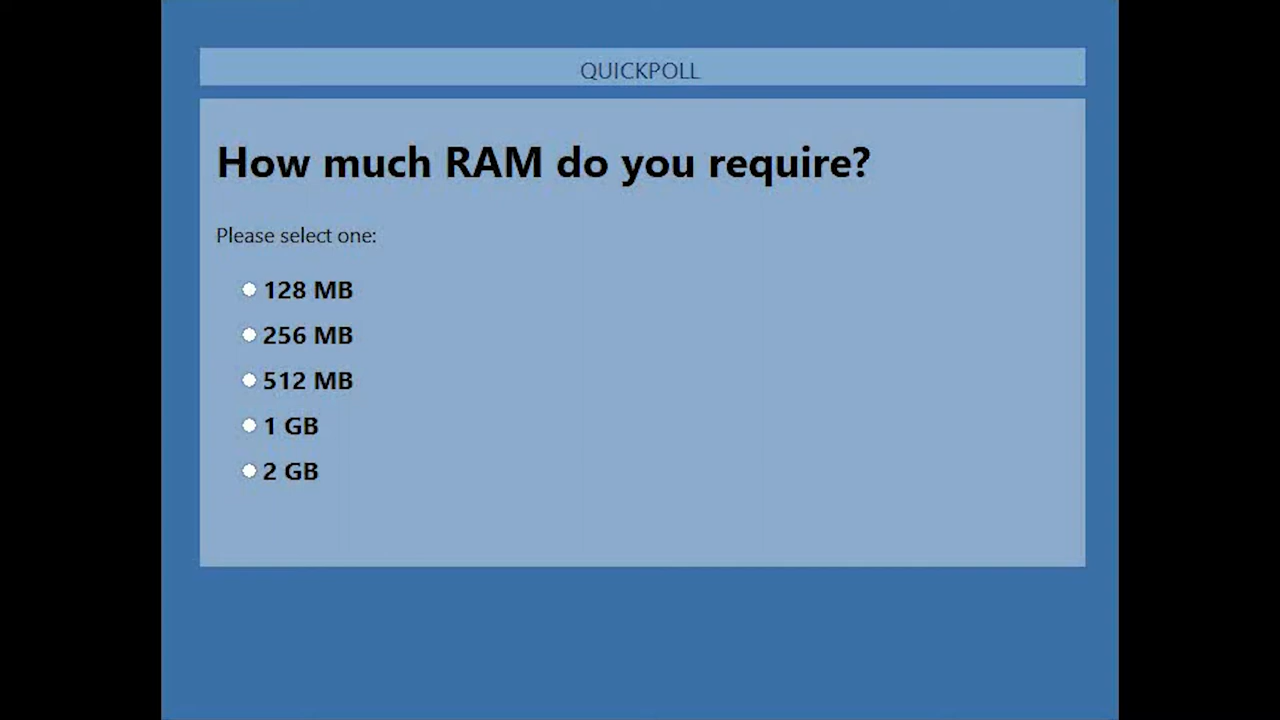 QUICKPOLL
How much RAM do you require?
Please select one:
128 MB
256 MB
512 MB
1 GB
2 GB